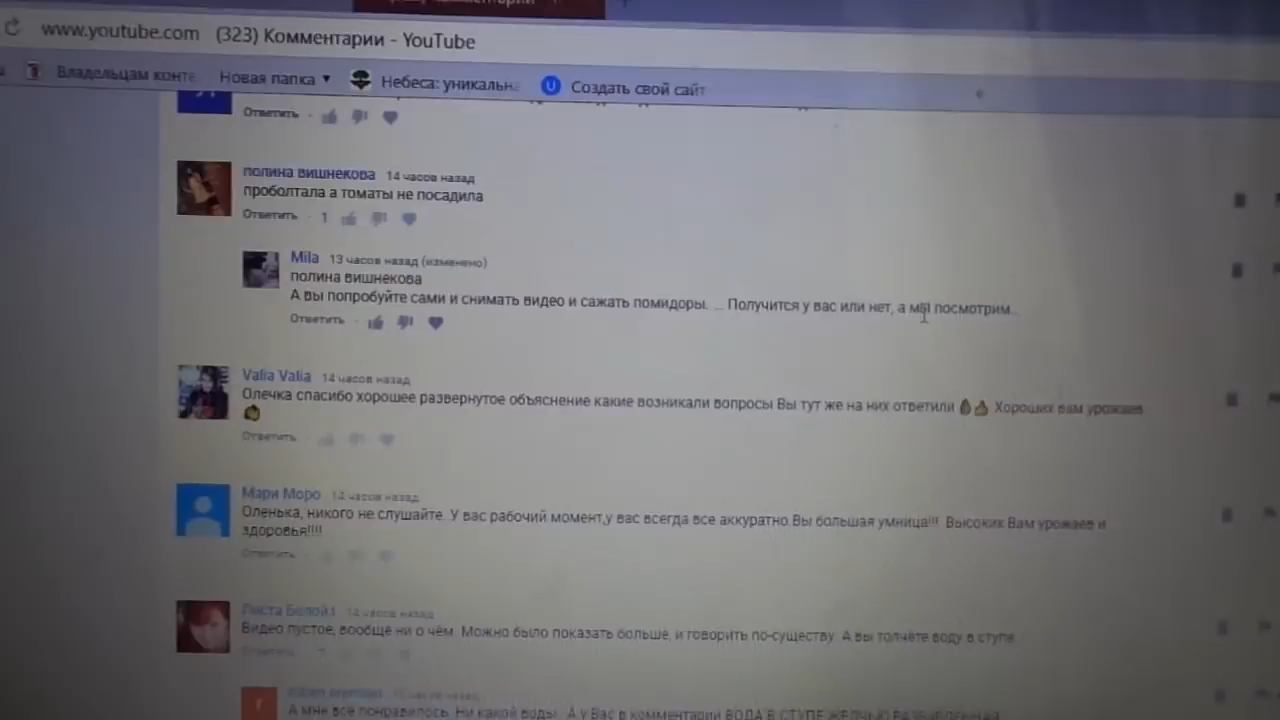 www.youtube.com (323) Комментарии - YouTube
Владельцам конте Новая папка Небеса: уникальн Создать свой сайт
Ответить
полина вишнекова 14 часов назад
проболтала а томаты не посадила
Ответить · 1
Mila 13 часов назад (изменено)
полина вишнекова
А вы попробуйте сами и снимать видео и сажать помидоры. ... Получится у вас или нет, а мы посмотрим..
Ответить
Valia Valia 14 часов назад
Олечка спасибо хорошее развернутое объяснение какие возникали вопросы Вы тут же на них ответили Хороших вам урожаев
Ответить
Мари Моро 14 часов назад
Оленька, никого не слушайте. У вас рабочий момент,у вас всегда все аккуратно.Вы большая умница!!! Высоких Вам урожаев и
здоровья!!!!
Ответить
14 часов назад
Видео пустое, вообще ни о чём. Можно было показать больше, и говорить по-существу. А вы толчёте воду в ступе.
Ответить
А мне всё понравилось. Ни какой воды. А у Вас в комментарии ВОДА В СТУПЕ ЖЕЛЧЬЮ РАЗБАВЛЕННАЯ